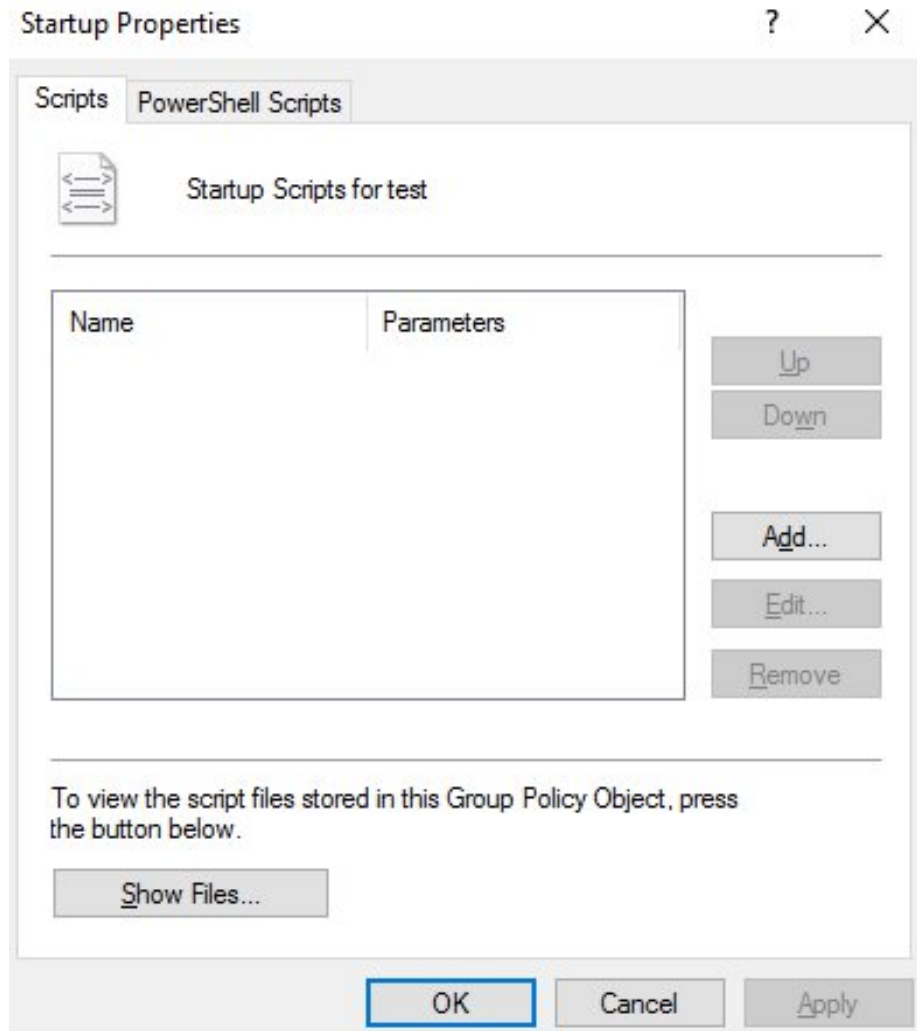 Startup Properties ?
Scripts PowerShell Scripts
Startup Scripts for test
Name Parameters
Up
Down
Add...
Edit...
Remove
To view the script files stored in this Group Policy Object, press
the button below.
Show Files...
OK Cancel Apply